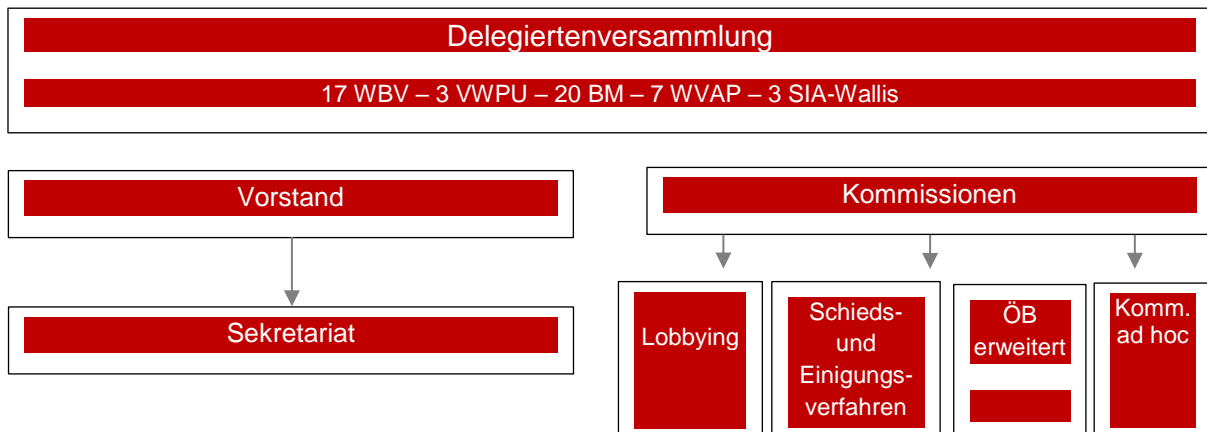 Delegiertenversammlung
17 WBV – 3 VWPU – 20 BM – 7 WVAP – 3 SIA-Wallis
Vorstand
Kommissionen
Sekretariat
Lobbying
Schieds-
und
Einigungs-
verfahren
ÖB
erweitert
Komm.
ad hoc